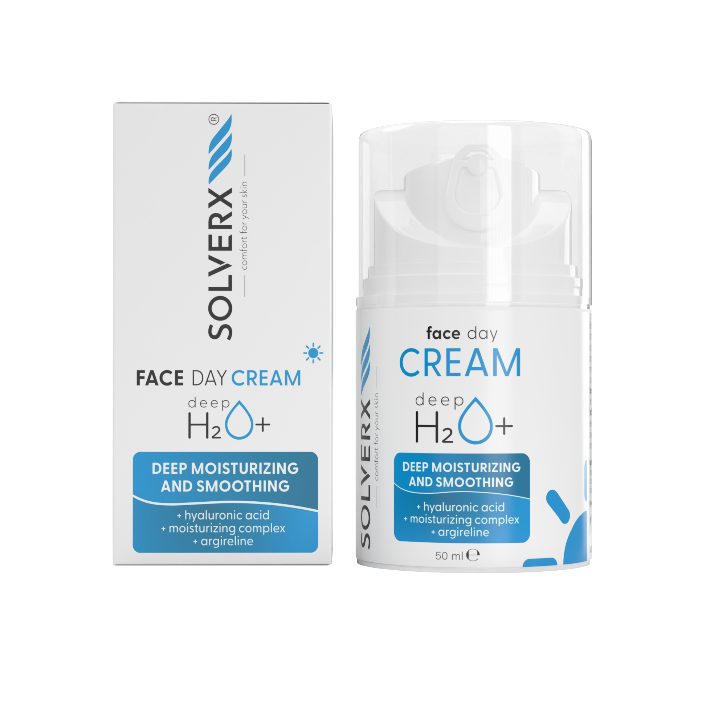 SOLVERX®
comfort for your skin
FACE DAY CREAM
deep
H₂O+
DEEP MOISTURIZING
AND SMOOTHING
+ hyaluronic acid
+ moisturizing complex
+ argireline
face day
CREAM
deep
H₂O+
SOLVERX
comfort for your skin
DEEP MOISTURIZING
AND SMOOTHING
+ hyaluronic acid
+ moisturizing complex
+ argireline
50 ml ℮